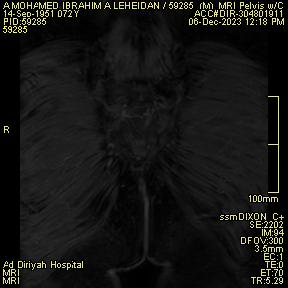 A MOHAMED IBRAHIM A LEHEIDAN / 59285 (M) MRI Pelvis w/C
14-Sep-1951 072Y
ACC#DIR-304801911
PID:59285
06-Dec-2023 12:18 PM
59285
R
100mm
ssmDIXON_C+
SE:2202
IM:94
DFOV:300
3.5mm
EC:1
Ad Diriyah Hospital
TE:0
MRI
ET:70
MRI
TR:5.29